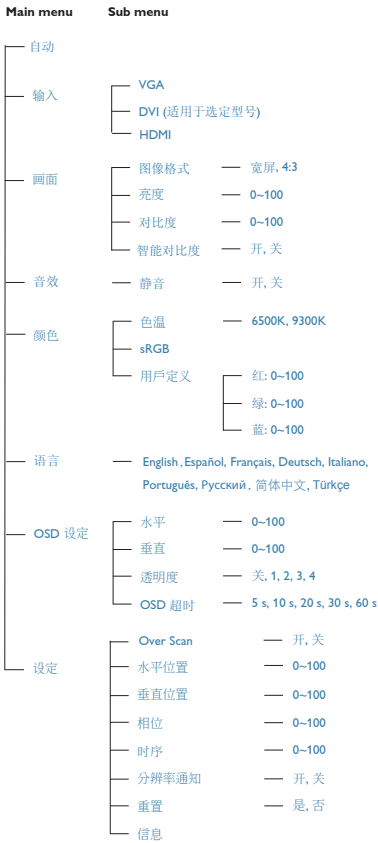 Main menu Sub menu
自动
输入
VGA
DVI (适用于选定型号)
HDMI
画面
图像格式 宽屏, 4:3
亮度 0~100
对比度 0~100
智能对比度 开, 关
音效 静音 开, 关
颜色
色温 6500K, 9300K
sRGB
用戶定义 红: 0~100
绿: 0~100
蓝: 0~100
语言 English , Español, Français, Deutsch, Italiano,
Português, Русский , 简体中文, Türkçe
OSD 设定
水平 0~100
垂直 0~100
透明度 关, 1, 2, 3, 4
OSD 超时 5 s, 10 s, 20 s, 30 s, 60 s
设定
Over Scan 开, 关
水平位置 0~100
垂直位置 0~100
相位 0~100
时序 0~100
分辨率通知 开, 关
重置 是, 否
信息